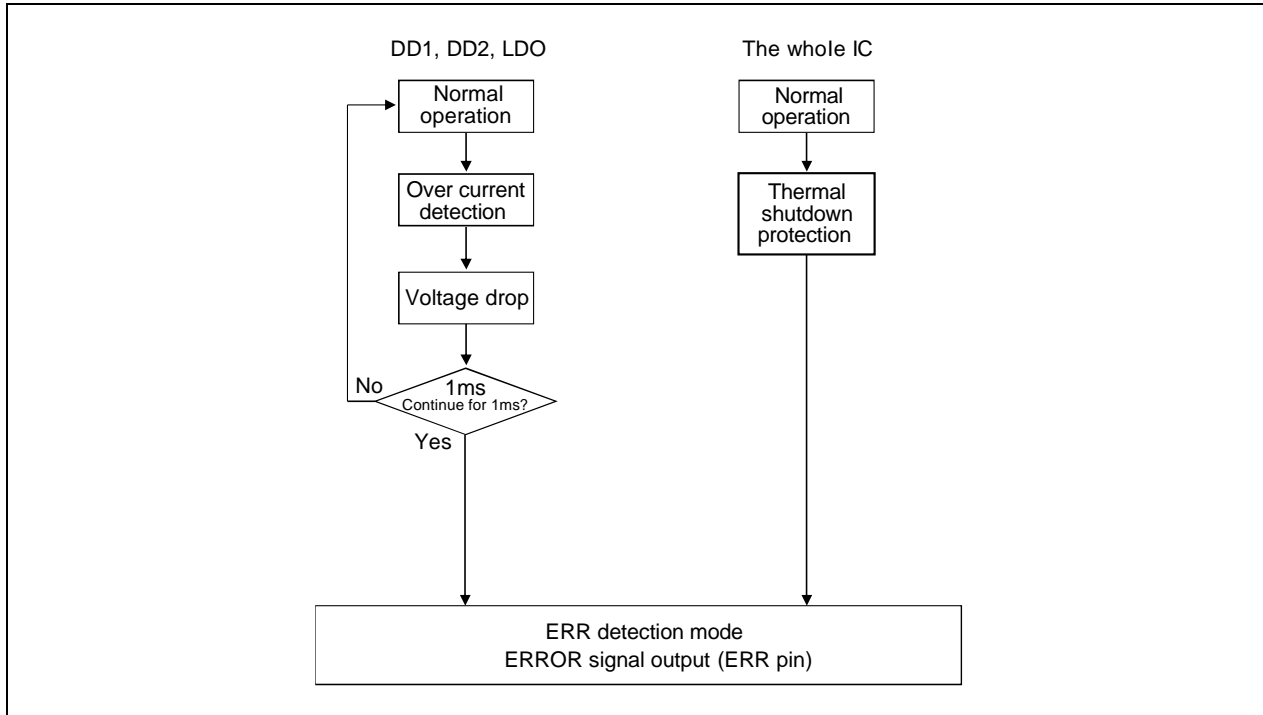 DD1, DD2, LDO
Normal
operation
Over current
detection
Voltage drop
No
1ms
Continue for 1ms?
Yes
The whole IC
Normal
operation
Thermal
shutdown
protection
ERR detection mode
ERROR signal output (ERR pin)